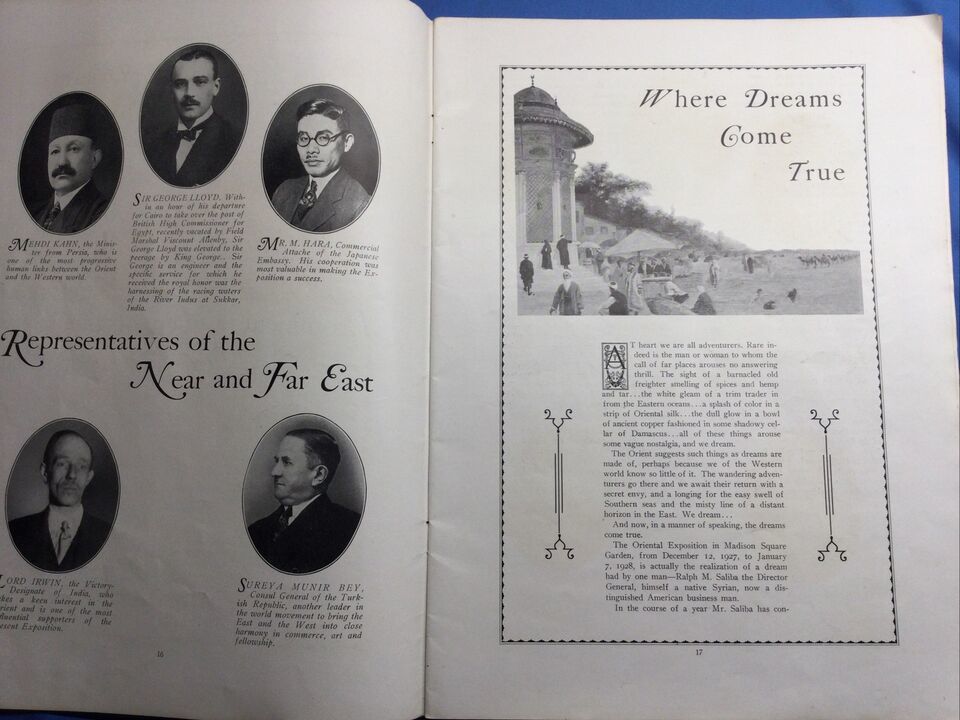 SIR GEORGE LLOYD. With-
in an hour of his departure
for Cairo to take over the post of
British High Commissioner for
Egypt, recently vacated by Field
Marshal Viscount Allenby, Sir
George Lloyd was elevated to the
peerage by King George.. Sir
George is an engineer and the
specific service for which he
received the royal honor was the
harnessing of the racing waters
of the River Indus at Sukkar,
India.
MEHDI KAHN, the Minis-
ter from Persia, who is
one of the most progressive
human links between the Orient
and the Western world.
MR. M. HARA, Commercial
Attache of the Japanese
Embassy. His cooperation was
most valuable in making the Ex-
position a success.
Representatives of the
Near and Far East
LORD IRWIN, the Victory-
Designate of India, who
kes a keen interest in the
rient and is one of the most
fluential supporters of the
esent Exposition.
SUREYA MUNIR BEY,
Consul General of the Turk-
ish Republic, another leader in
the world movement to bring the
East and the West into close
harmony in commerce, art and
fellowship.
16
Where Dreams
Come
True
AT heart we are all adventurers. Rare in-
deed is the man or woman to whom the
call of far places arouses no answering
thrill. The sight of a barnacled old
freighter smelling of spices and hemp
and tar...the white gleam of a trim trader in
from the Eastern oceans...a splash of color in a
strip of Oriental silk...the dull glow in a bowl
of ancient copper fashioned in some shadowy cel-
lar of Damascus...all of these things arouse
some vague nostalgia, and we dream.
The Orient suggests such things as dreams are
made of, perhaps because we of the Western
world know so little of it. The wandering adven-
turers go there and we await their return with a
secret envy, and a longing for the easy swell of
Southern seas and the misty line of a distant
horizon in the East. We dream...
And now, in a manner of speaking, the dreams
come true.
The Oriental Exposition in Madison Square
Garden, from December 12, 1927, to January
7, 1928, is actually the realization of a dream
had by one man—Ralph M. Saliba the Director
General, himself a native Syrian, now a dis-
tinguished American business man.
In the course of a year Mr. Saliba has con-
17